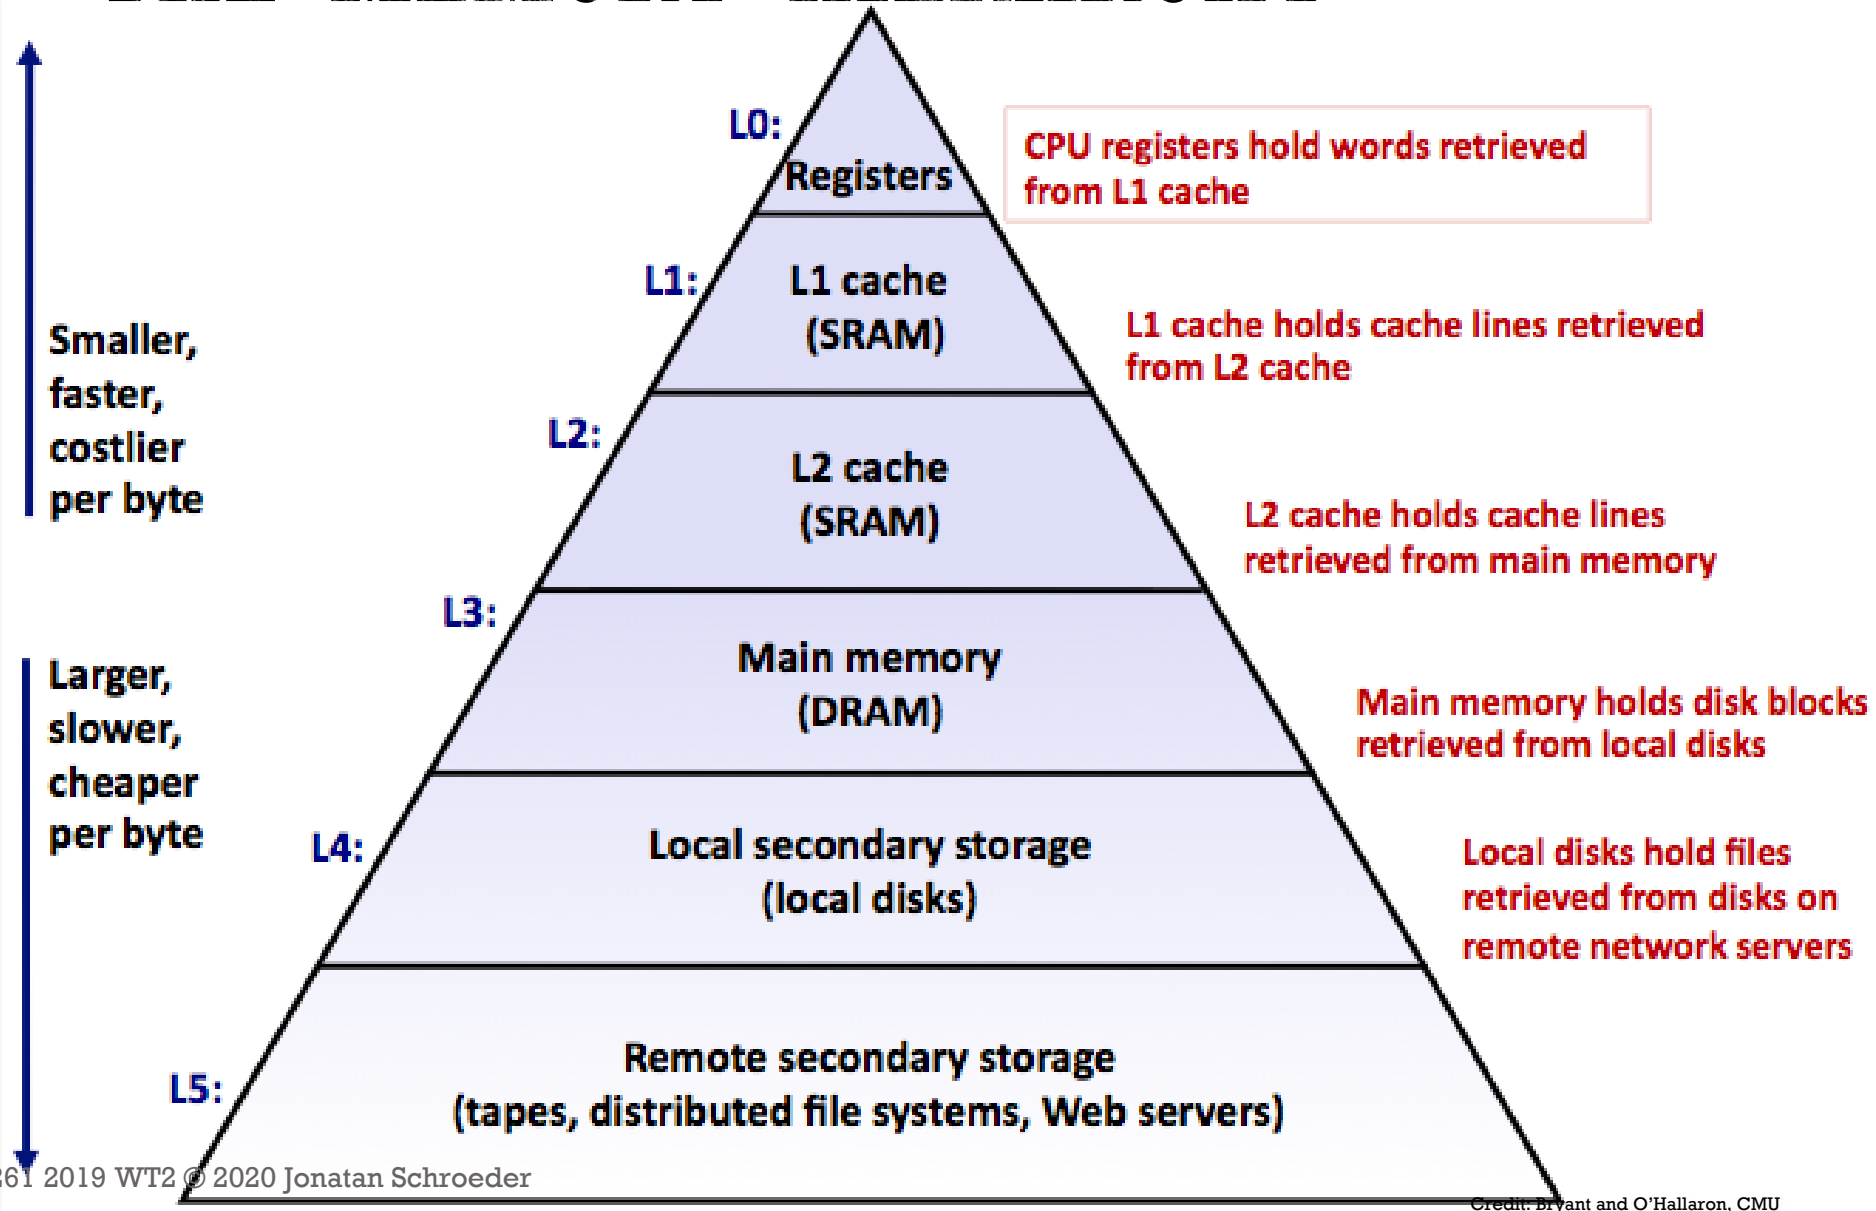 L0:
Registers
CPU registers hold words retrieved
from L1 cache
L1:
L1 cache
(SRAM)
L1 cache holds cache lines retrieved
from L2 cache
Smaller,
faster,
costlier
per byte
L2:
L2 cache
(SRAM)
L2 cache holds cache lines
retrieved from main memory
L3:
Main memory
(DRAM)
Larger,
slower,
cheaper
per byte
Main memory holds disk blocks
retrieved from local disks
L4:
Local secondary storage
(local disks)
Local disks hold files
retrieved from disks on
remote network servers
L5:
Remote secondary storage
(tapes, distributed file systems, Web servers)
261 2019 WT2 © 2020 Jonatan Schroeder
Credit: Bryant and O'Hallaron, CMU